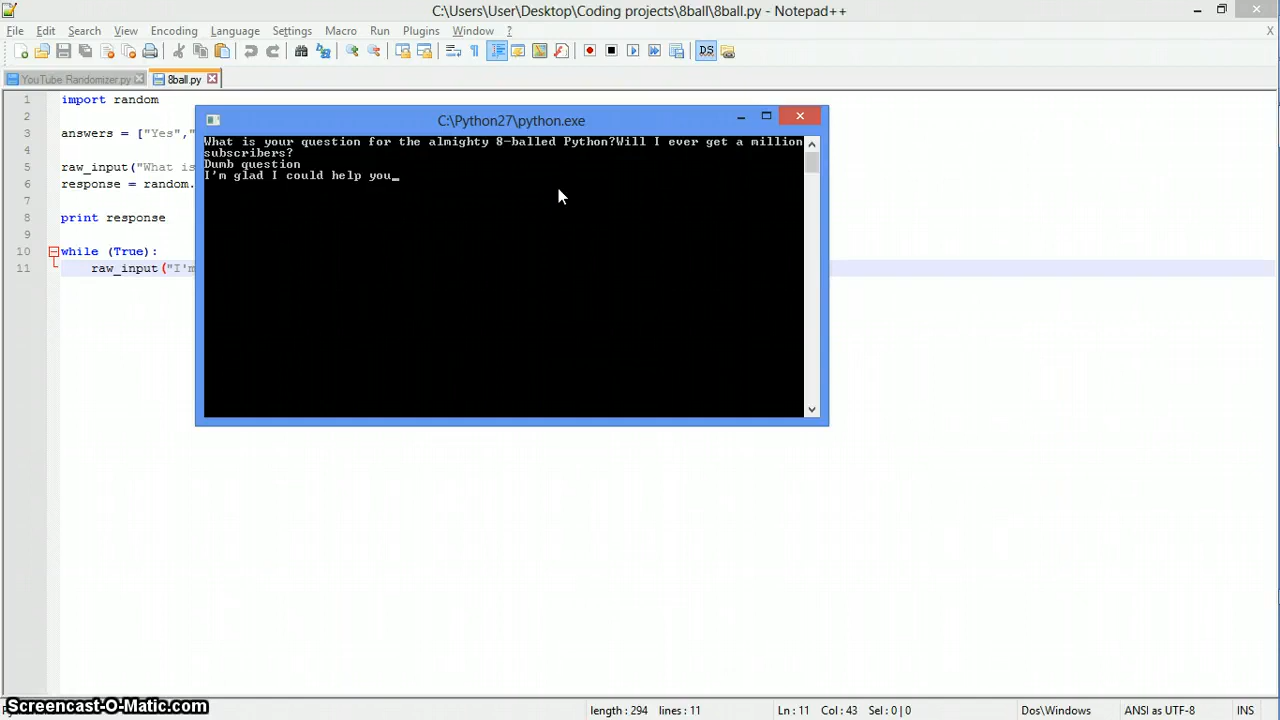 C:\Users\User\Desktop\Coding projects\8ball\8ball.py - Notepad++
File Edit Search View Encoding Language Settings Macro Run Plugins Window ? X
YouTube Randomizer.py 8ball.py
1 import random
2
3 answers = ["Yes","
4
5 raw_input("What is
6 response = random.
7
8 print response
9
10 while (True):
11 raw_input("I'm
C:\Python27\python.exe
What is your question for the almighty 8-balled Python?Will I ever get a million
subscribers?
Dumb question
I'm glad I could help you_
Screencast-O-Matic.com
length : 294 lines : 11 Ln : 11 Col : 43 Sel : 0 | 0 Dos\Windows ANSI as UTF-8 INS